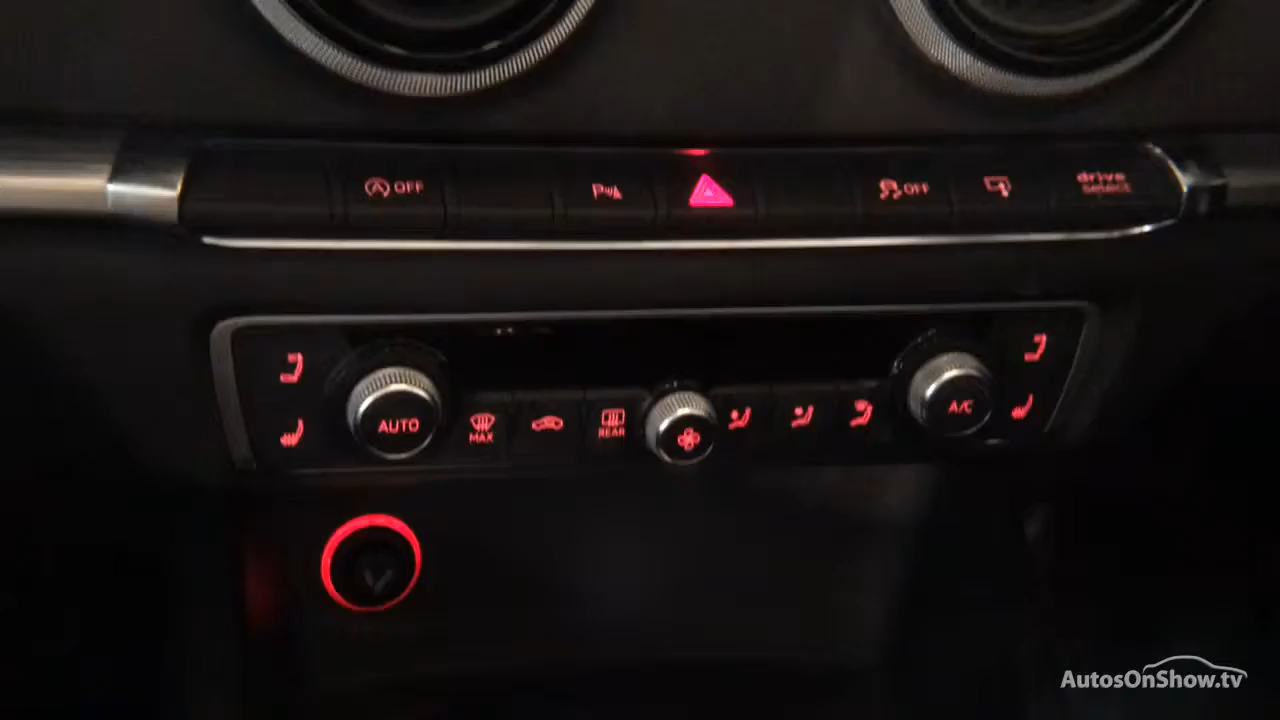 OFF
P
OFF
drive
select
AUTO
MAX
REAR
A/C
AutosOnShow.tv